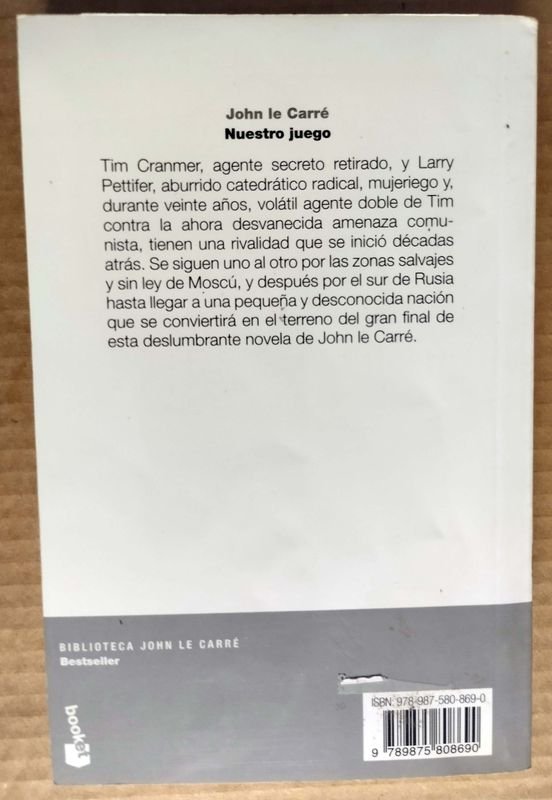 John le Carré
Nuestro juego
Tim Cranmer, agente secreto retirado, y Larry
Pettifer, aburrido catedrático radical, mujeriego y,
durante veinte años, volátil agente doble de Tim
contra la ahora desvanecida amenaza comu-
nista, tienen una rivalidad que se inició décadas
atrás. Se siguen uno al otro por las zonas salvajes
y sin ley de Moscú, y después por el sur de Rusia
hasta llegar a una pequeña y desconocida nación
que se convertirá en el terreno del gran final de
esta deslumbrante novela de John le Carré.
BIBLIOTECA JOHN LE CARRÉ
Bestseller
booket
ISBN: 978-987-580-869-0
9 789875 808690